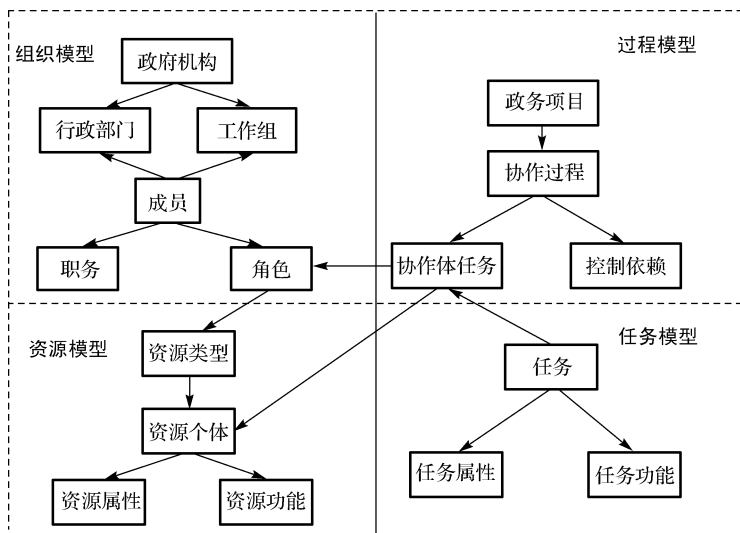 组织模型
政府机构
行政部门
工作组
成员
职务
角色
过程模型
政务项目
协作过程
协作体任务
控制依赖
资源模型
资源类型
资源个体
资源属性
资源功能
任务模型
任务
任务属性
任务功能